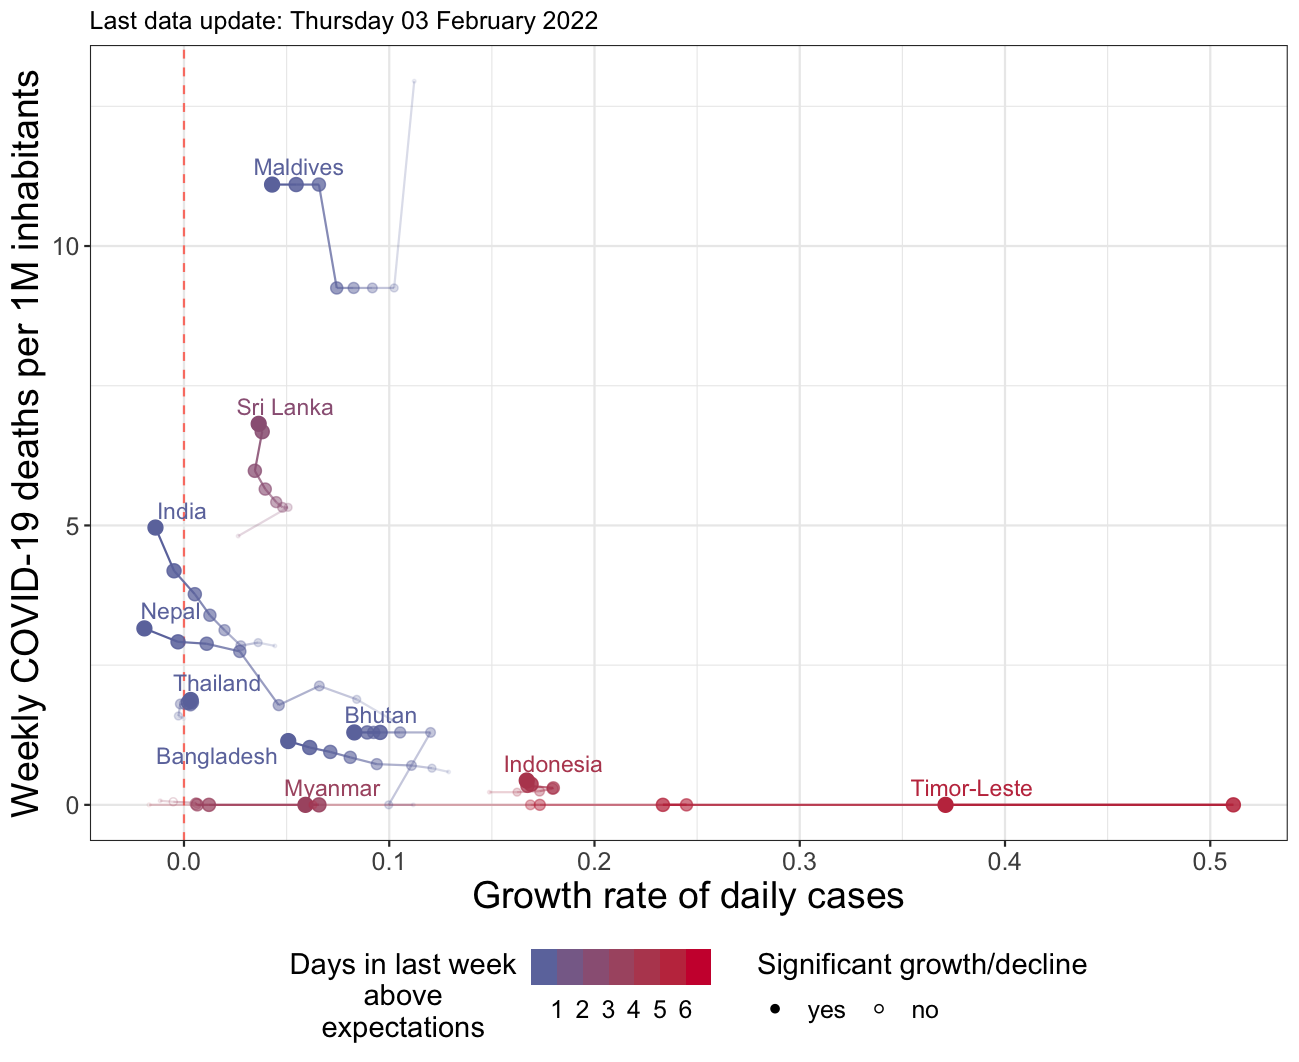 Last data update: Thursday 03 February 2022
Weekly COVID-19 deaths per 1M inhabitants
10
5
0
Maldives
Sri Lanka
India
Nepal
Thailand
Bhutan
Bangladesh
Indonesia
Myanmar
Timor-Leste
0.0 0.1 0.2 0.3 0.4 0.5
Growth rate of daily cases
Days in last week
above
expectations
1 2 3 4 5 6
Significant growth/decline
yes no